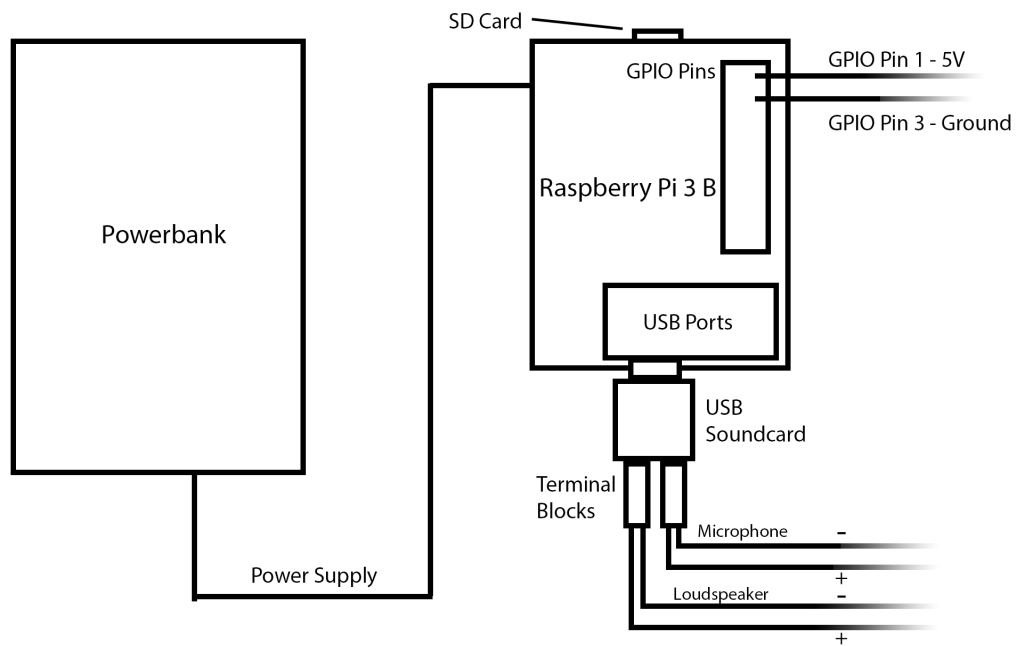 SD Card
GPIO Pins
GPIO Pin 1 - 5V
GPIO Pin 3 - Ground
Raspberry Pi 3 B
Powerbank
USB Ports
USB
Soundcard
Terminal
Blocks
Microphone -
+
Power Supply
Loudspeaker -
+